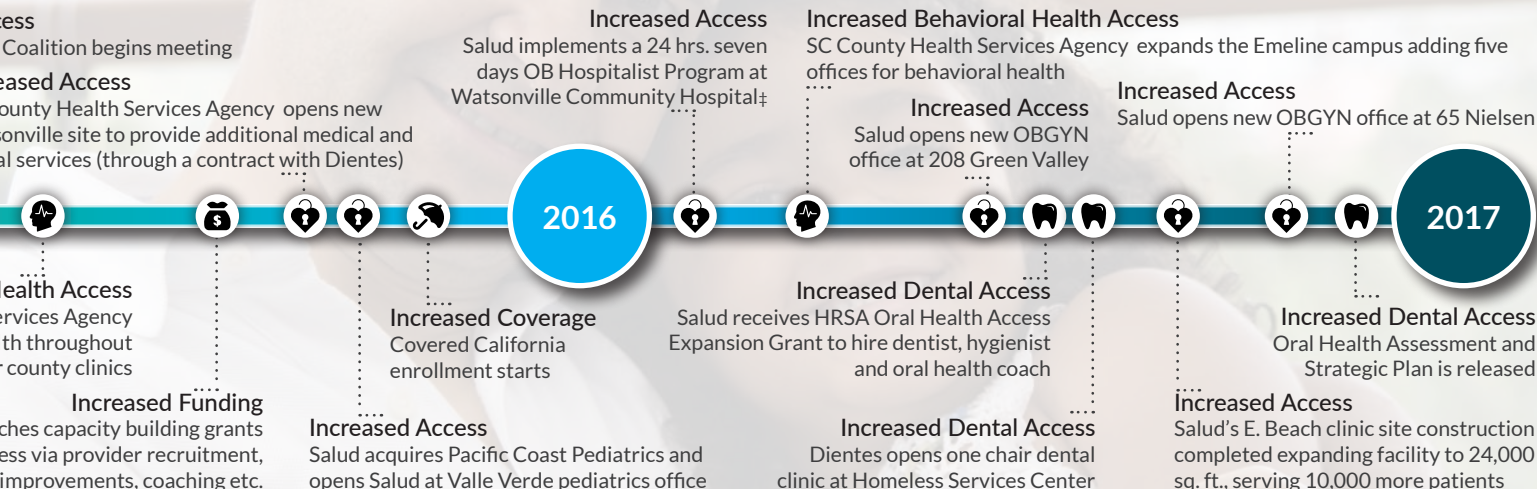 Coalition begins meeting
Increased Access
Salud implements a 24 hrs. seven
days OB Hospitalist Program at
Watsonville Community Hospital‡
Increased Behavioral Health Access
SC County Health Services Agency expands the Emeline campus adding five
offices for behavioral health
Increased Access
Salud opens new OBGYN
office at 208 Green Valley
Increased Access
Salud opens new OBGYN office at 65 Nielsen
Access
County Health Services Agency opens new
site to provide additional medical and
services (through a contract with Dientes)
$
2016
2017
Health Access
Services Agency
throughout
county clinics
Increased Funding
capacity building grants
via provider recruitment,
improvements, coaching etc.
Increased Coverage
Covered California
enrollment starts
Increased Access
Salud acquires Pacific Coast Pediatrics and
opens Salud at Valle Verde pediatrics office
Increased Dental Access
Salud receives HRSA Oral Health Access
Expansion Grant to hire dentist, hygienist
and oral health coach
Increased Dental Access
Dientes opens one chair dental
clinic at Homeless Services Center
Increased Dental Access
Oral Health Assessment and
Strategic Plan is released
Increased Access
Salud's E. Beach clinic site construction
completed expanding facility to 24,000
sq. ft., serving 10,000 more patients